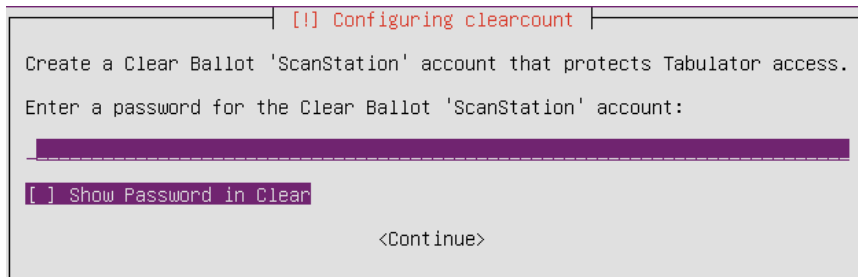 [!] Configuring clearcount
Create a Clear Ballot 'ScanStation' account that protects Tabulator access.
Enter a password for the Clear Ballot 'ScanStation' account:
[ ] Show Password in Clear
<Continue>